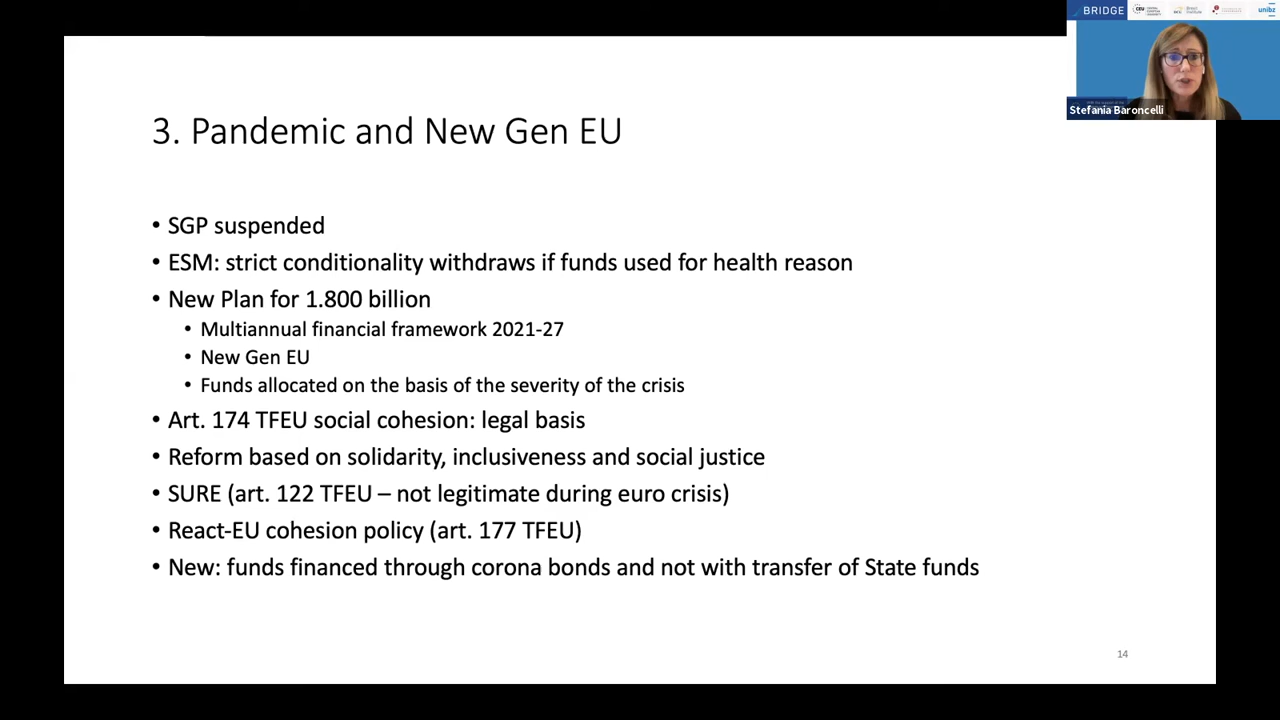 BRIDGE
CEU
unibz
Stefania Baroncelli
3. Pandemic and New Gen EU
• SGP suspended
• ESM: strict conditionality withdraws if funds used for health reason
• New Plan for 1.800 billion
• Multiannual financial framework 2021-27
• New Gen EU
• Funds allocated on the basis of the severity of the crisis
• Art. 174 TFEU social cohesion: legal basis
• Reform based on solidarity, inclusiveness and social justice
• SURE (art. 122 TFEU – not legitimate during euro crisis)
• React-EU cohesion policy (art. 177 TFEU)
• New: funds financed through corona bonds and not with transfer of State funds
14